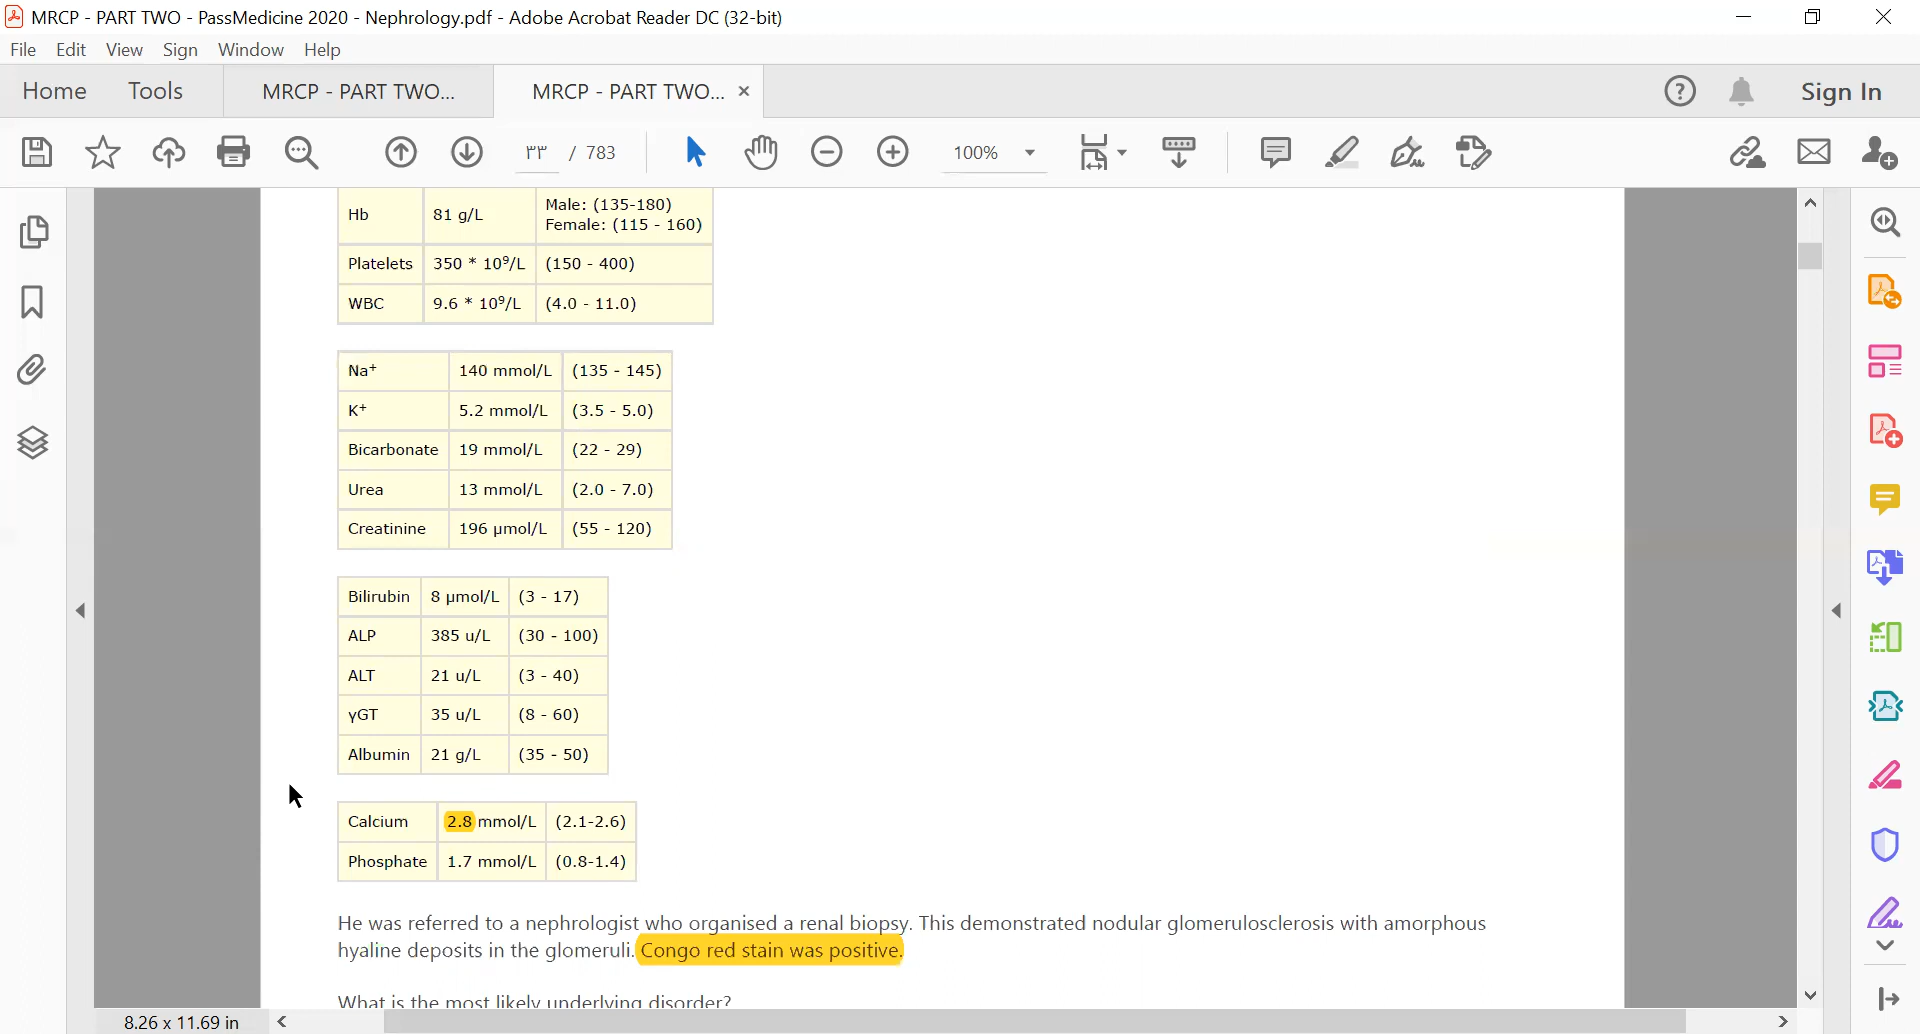 MRCP - PART TWO - PassMedicine 2020 - Nephrology.pdf - Adobe Acrobat Reader DC (32-bit)
File Edit View Sign Window Help
Home Tools MRCP - PART TWO... MRCP - PART TWO... × Sign In
٣٣ / 783 100%
Hb 81 g/L Male: (135-180)
Female: (115 - 160)
Platelets 350 * 10⁹/L (150 - 400)
WBC 9.6 * 10⁹/L (4.0 - 11.0)
Na⁺ 140 mmol/L (135 - 145)
K⁺ 5.2 mmol/L (3.5 - 5.0)
Bicarbonate 19 mmol/L (22 - 29)
Urea 13 mmol/L (2.0 - 7.0)
Creatinine 196 µmol/L (55 - 120)
Bilirubin 8 µmol/L (3 - 17)
ALP 385 u/L (30 - 100)
ALT 21 u/L (3 - 40)
γGT 35 u/L (8 - 60)
Albumin 21 g/L (35 - 50)
Calcium 2.8 mmol/L (2.1-2.6)
Phosphate 1.7 mmol/L (0.8-1.4)
He was referred to a nephrologist who organised a renal biopsy. This demonstrated nodular glomerulosclerosis with amorphous
hyaline deposits in the glomeruli. Congo red stain was positive.
What is the most likely underlying disorder?
8.26 x 11.69 in